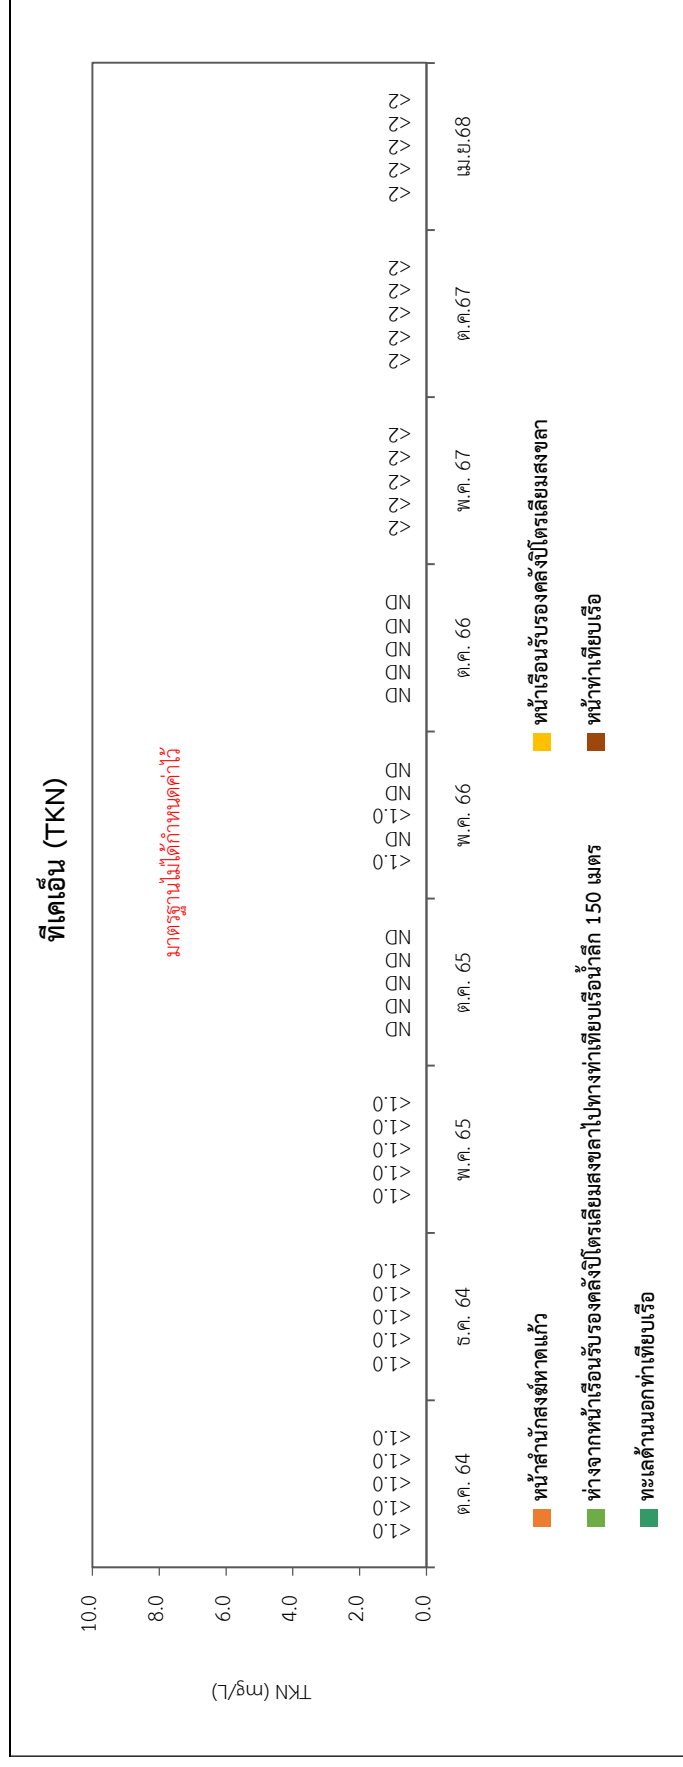 ทีเคเอ็น (TKN)
มาตรฐานไม่ได้กำหนดค่าไว้
TKN (mg/L)
10.0
8.0
6.0
4.0
2.0
0.0
<1.0 <1.0 <1.0 <1.0 <1.0
<1.0 <1.0 <1.0 <1.0 <1.0
<1.0 <1.0 <1.0 <1.0 <1.0
ND ND ND ND ND
<1.0 ND <1.0 ND ND
ND ND ND ND ND
<2 <2 <2 <2 <2
<2 <2 <2 <2 <2
<2 <2 <2 <2 <2
ต.ค. 64 ธ.ค. 64 พ.ค. 65 ต.ค. 65 พ.ค. 66 ต.ค. 66 พ.ค. 67 ต.ค.67 เม.ย.68
หน้าสำนักสงฆ์หาดแก้ว หน้าเรือนรับรองคลังปิโตรเลียมสงขลา
ห่างจากหน้าเรือนรับรองคลังปิโตรเลียมสงขลาไปทางท่าเทียบเรือน้ำลึก 150 เมตร หน้าท่าเทียบเรือ
ทะเลด้านนอกท่าเทียบเรือ